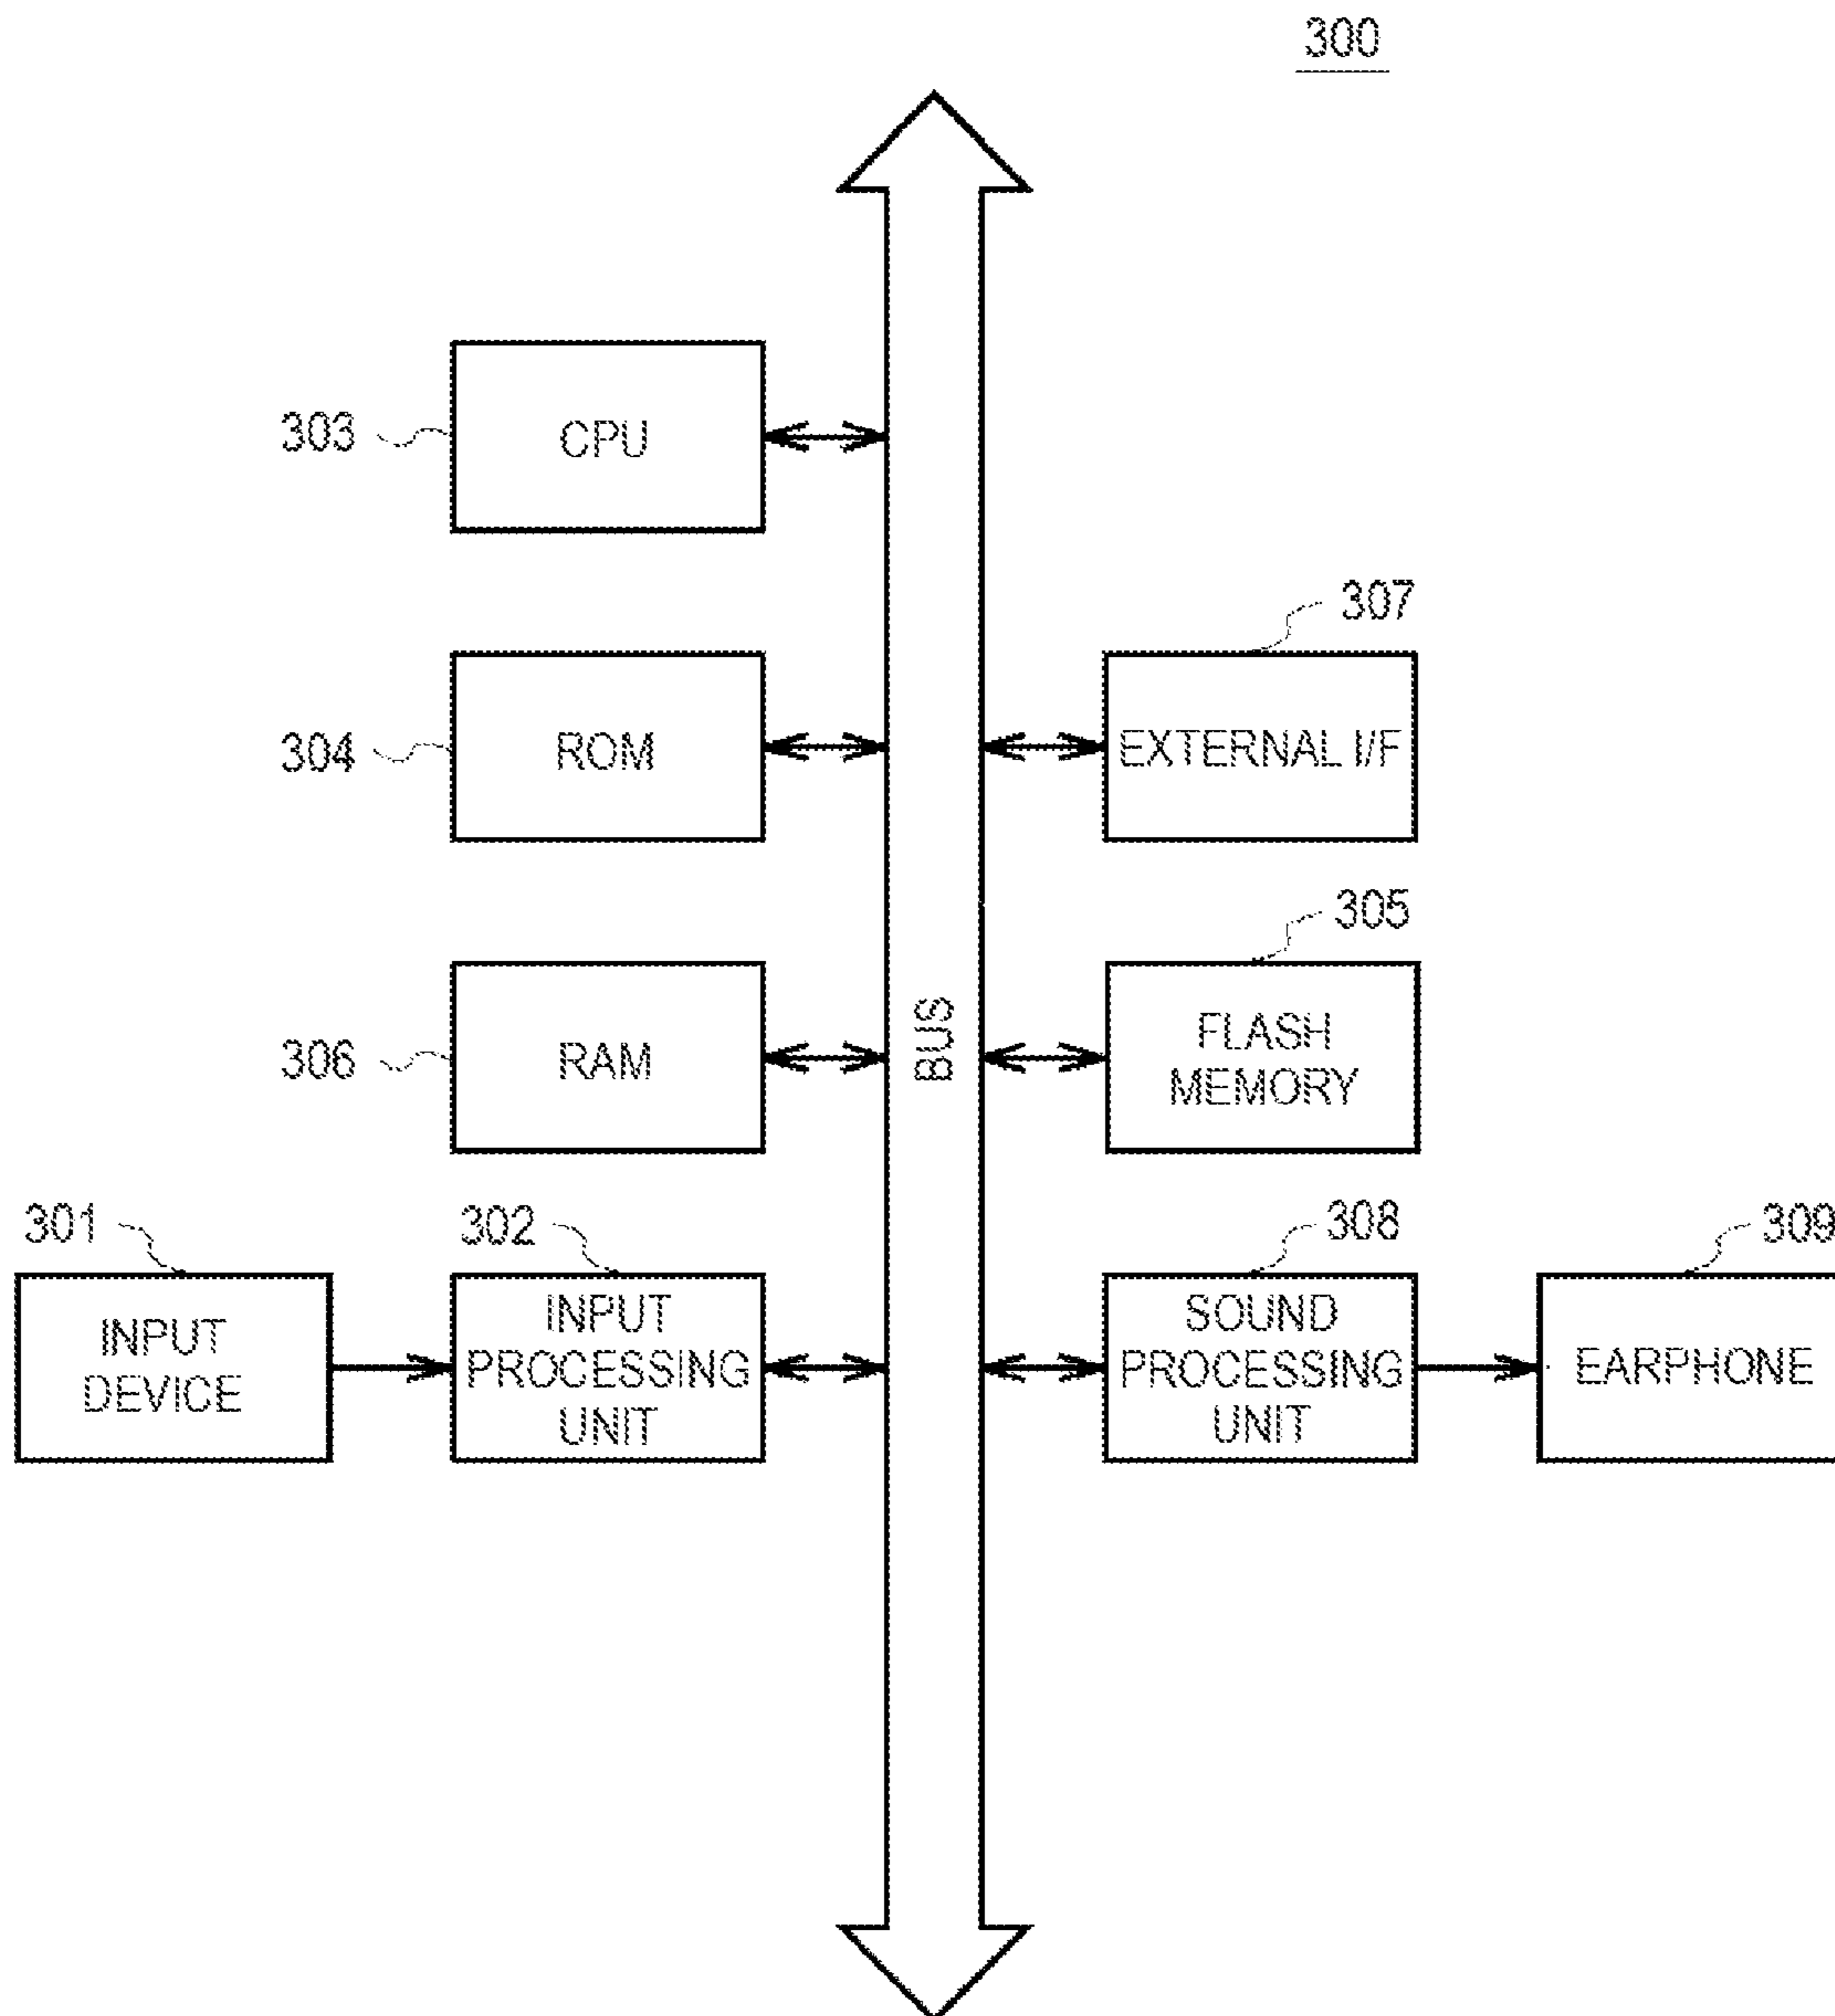 300
303
CPU
307
304
ROM
EXTERNAL I/F
305
306
RAM
BUS
FLASH
MEMORY
301
302
308
309
INPUT
DEVICE
INPUT
PROCESSING
UNIT
SOUND
PROCESSING
UNIT
EARPHONE